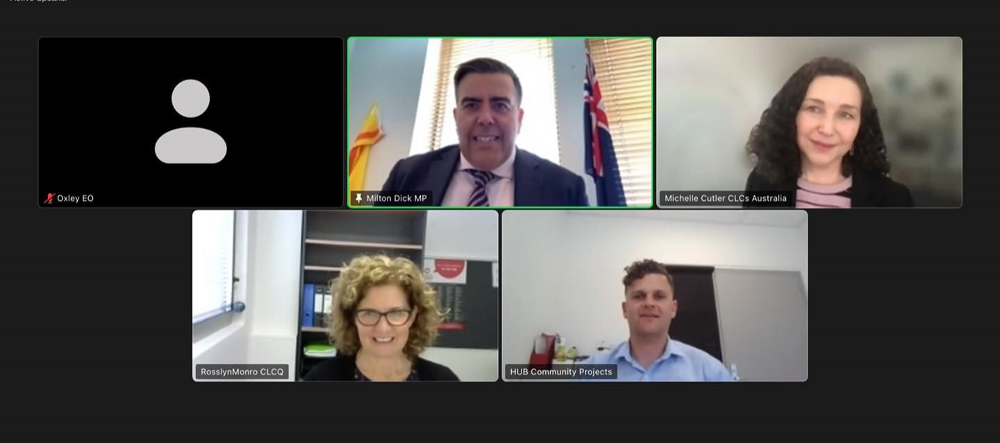 Oxley EO
Milton Dick MP
Michelle Cutler CLCs Australia
RosslynMonro CLCQ
HUB Community Projects